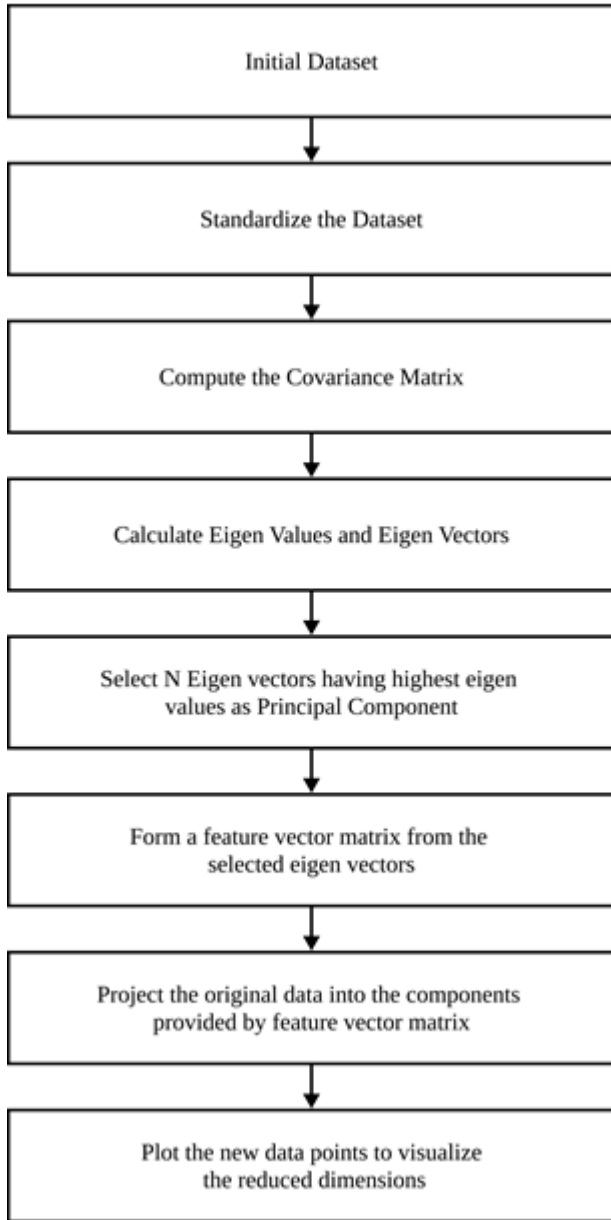 Initial Dataset
Standardize the Dataset
Compute the Covariance Matrix
Calculate Eigen Values and Eigen Vectors
Select N Eigen vectors having highest eigen
values as Principal Component
Form a feature vector matrix from the
selected eigen vectors
Project the original data into the components
provided by feature vector matrix
Plot the new data points to visualize
the reduced dimensions